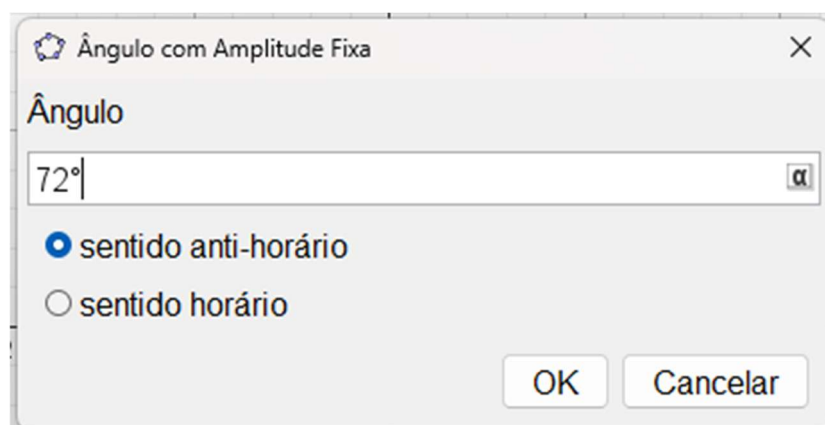 Ângulo com Amplitude Fixa
Ângulo
72°
α
sentido anti-horário
sentido horário
OK Cancelar